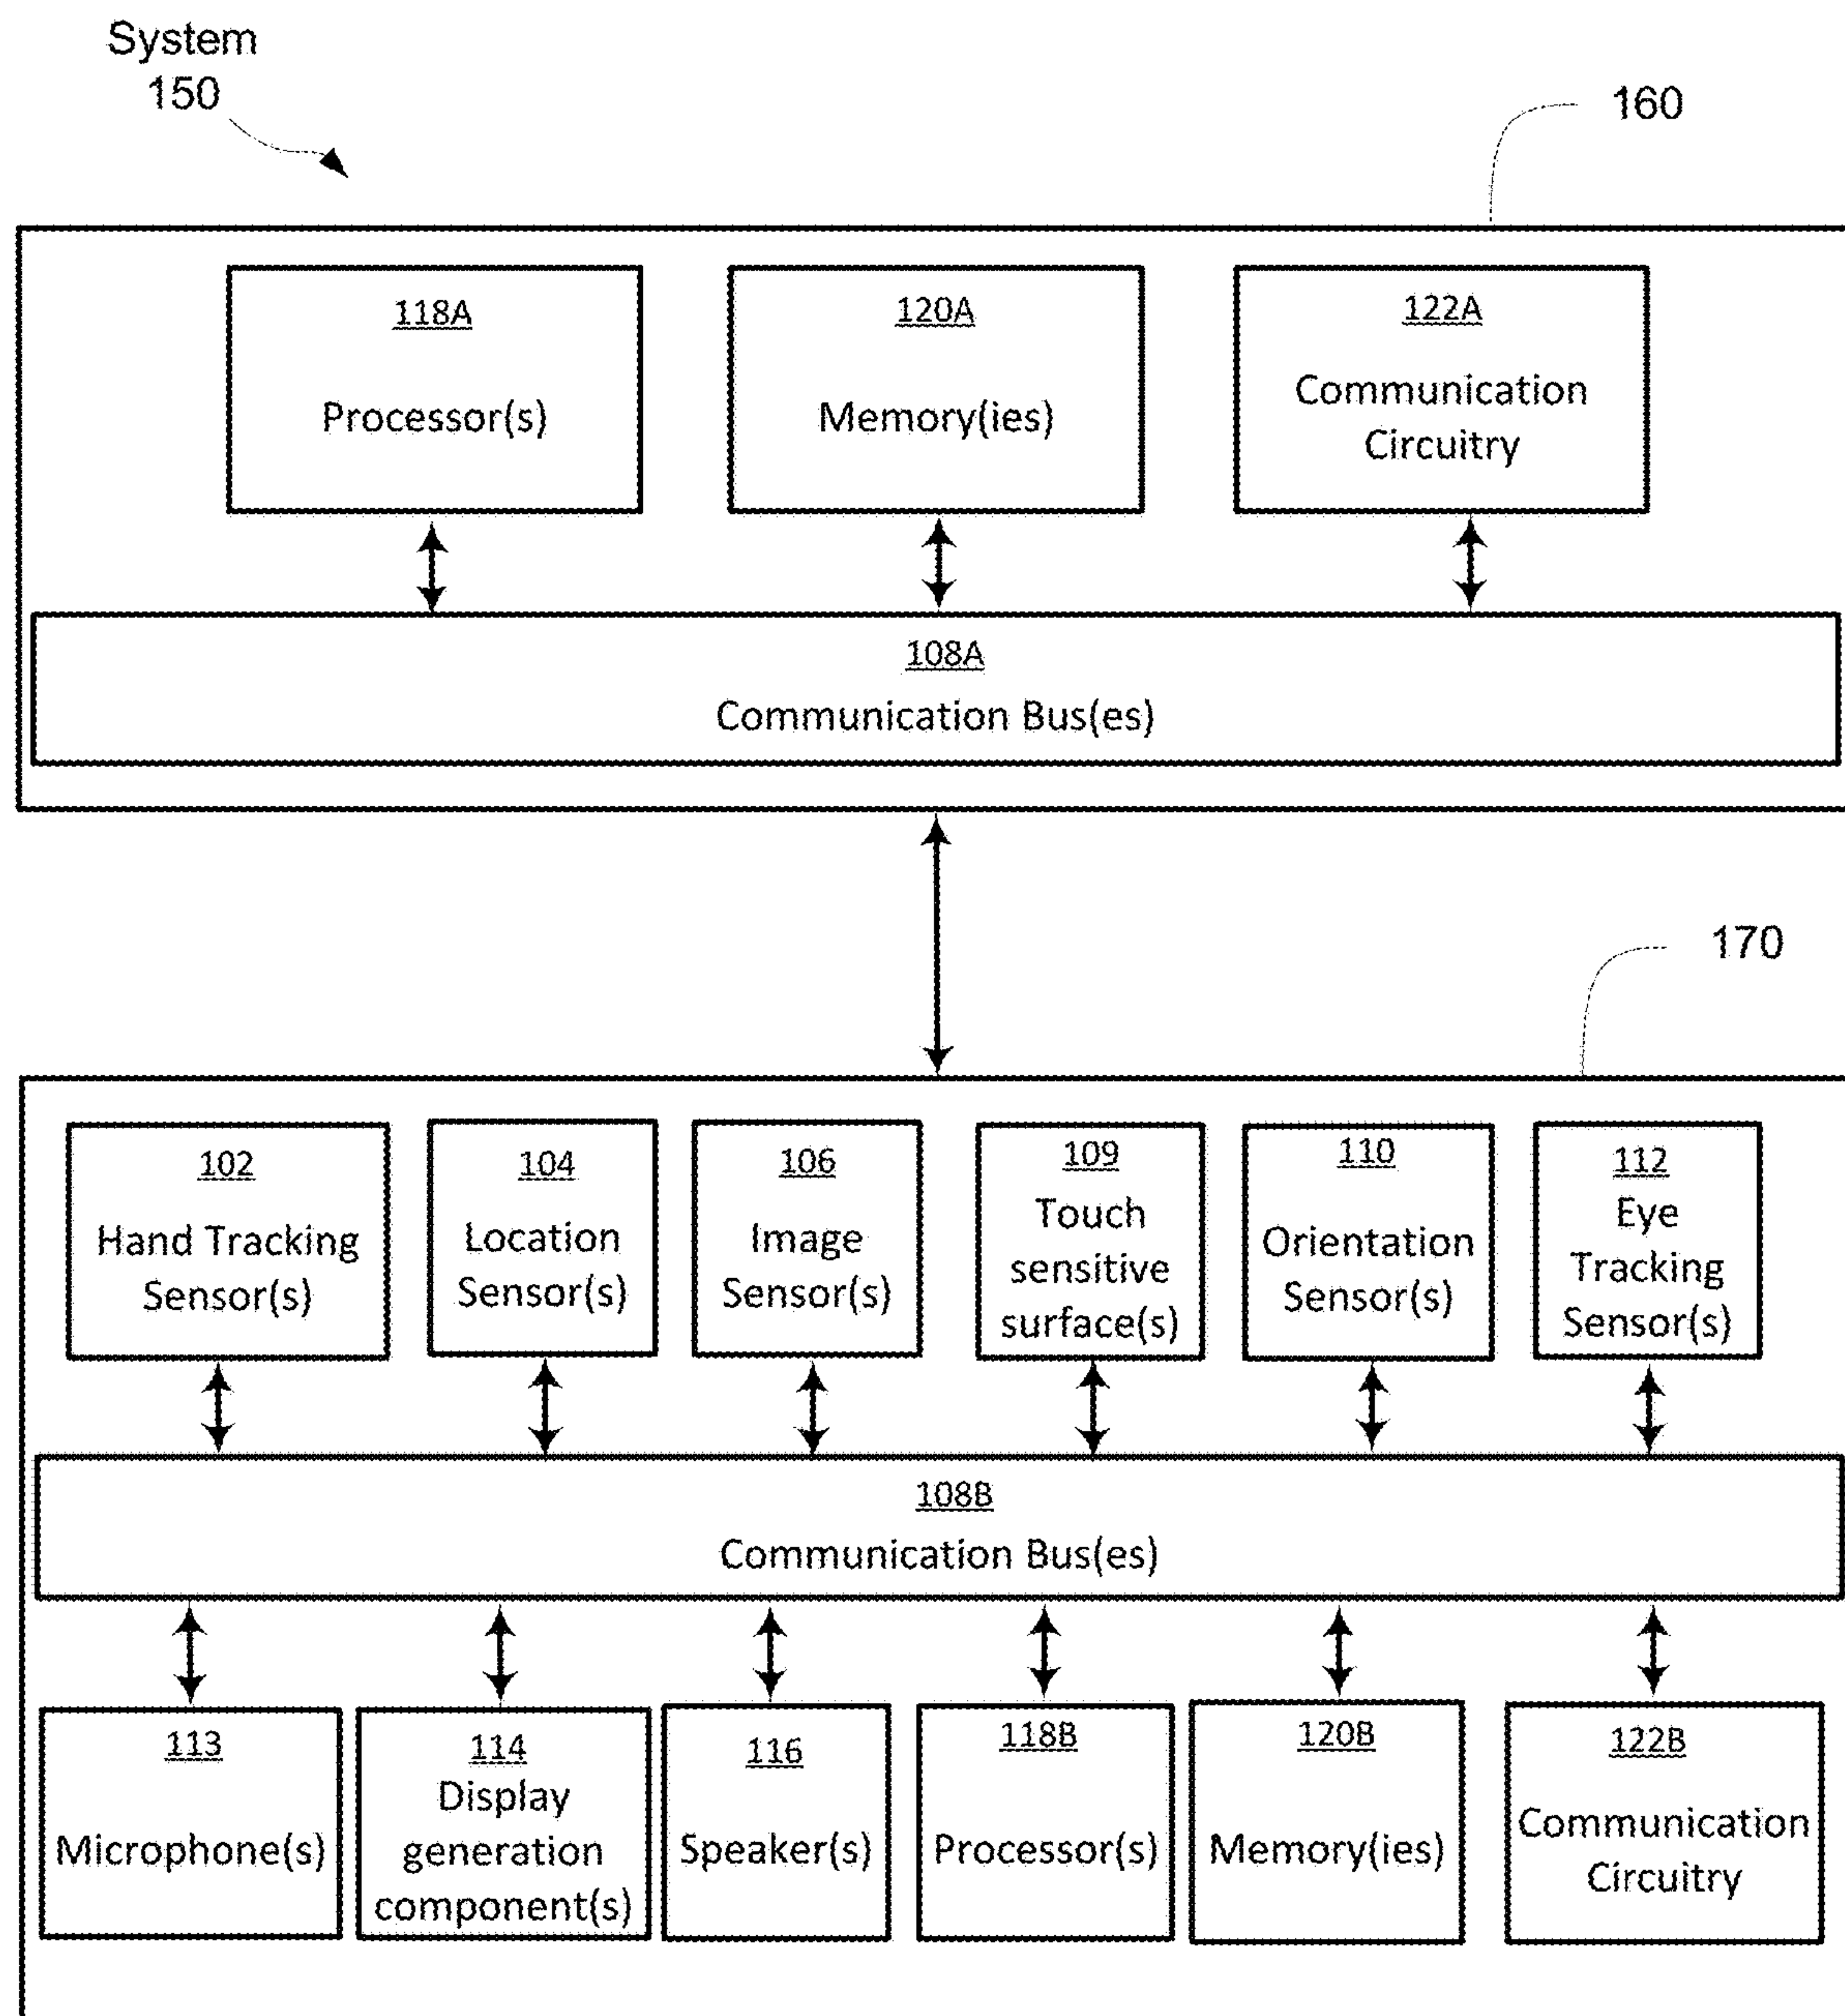 System
150
160
118A
Processor(s)
120A
Memory(ies)
122A
Communication
Circuitry
108A
Communication Bus(es)
170
102
Hand Tracking
Sensor(s)
104
Location
Sensor(s)
106
Image
Sensor(s)
109
Touch
sensitive
surface(s)
110
Orientation
Sensor(s)
112
Eye
Tracking
Sensor(s)
108B
Communication Bus(es)
113
Microphone(s)
114
Display
generation
component(s)
116
Speaker(s)
118B
Processor(s)
120B
Memory(ies)
122B
Communication
Circuitry